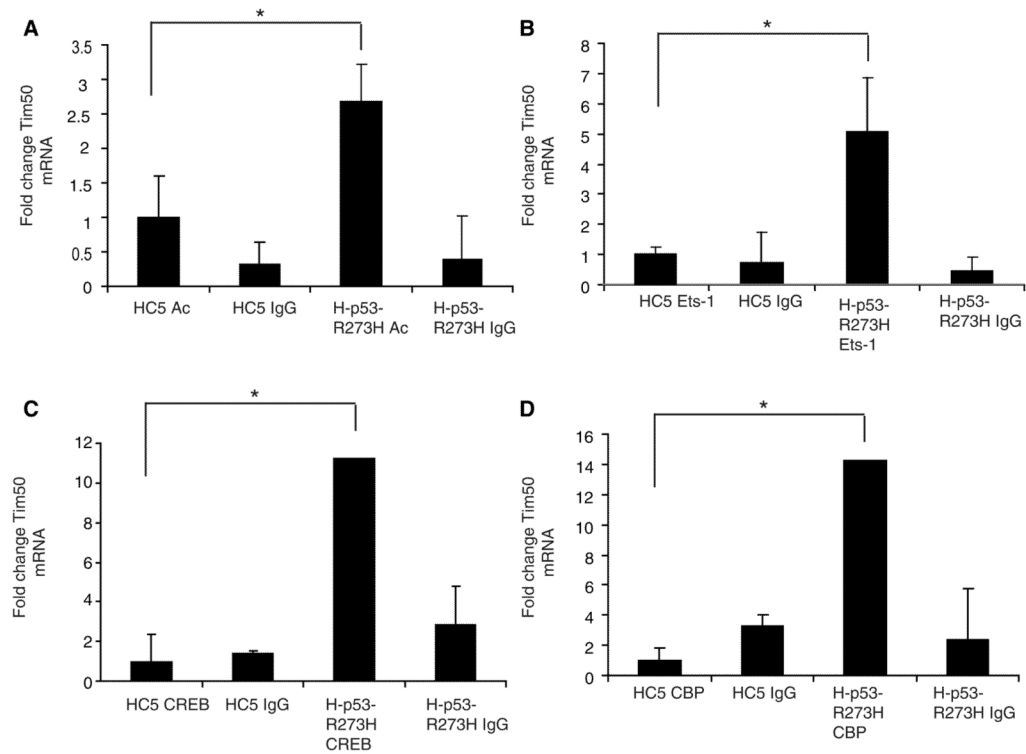 A
*
Fold change Tim50
mRNA
3.5
3
2.5
2
1.5
1
0.5
0
HC5 Ac
HC5 IgG
H-p53-
R273H Ac
H-p53-
R273H IgG
B
*
Fold change Tim50
mRNA
8
7
6
5
4
3
2
1
0
HC5 Ets-1
HC5 IgG
H-p53-
R273H
Ets-1
H-p53-
R273H IgG
C
*
Fold change Tim50
mRNA
12
10
8
6
4
2
0
HC5 CREB
HC5 IgG
H-p53-
R273H
CREB
H-p53-
R273H IgG
D
*
Fold change Tim50
mRNA
16
14
12
10
8
6
4
2
0
HC5 CBP
HC5 IgG
H-p53-
R273H
CBP
H-p53-
R273H IgG